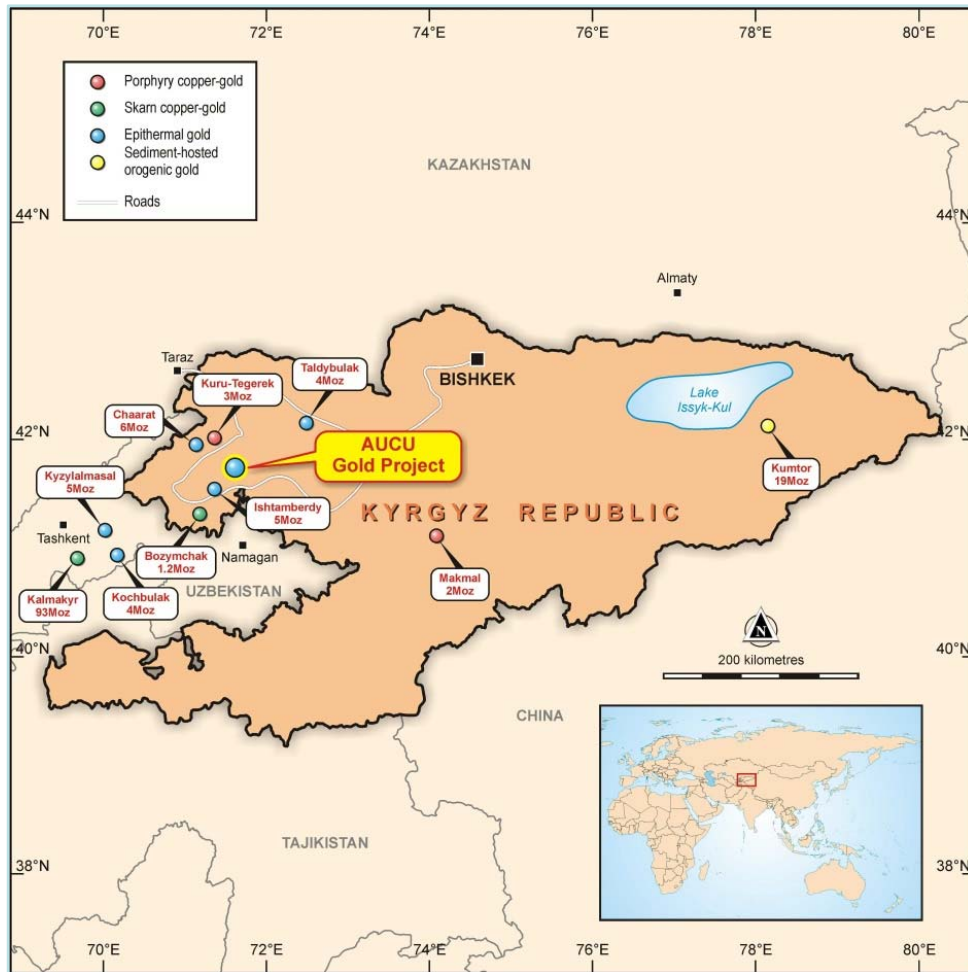 70°E
72°E
74°E
76°E
78°E
80°E
Porphyry copper-gold
Skarn copper-gold
Epithermal gold
Sediment-hosted
orogenic gold
Roads
KAZAKHSTAN
44°N
44°N
Almaty
Taraz
Kuru-Tegerek
3Moz
Taldybulak
4Moz
BISHKEK
Lake
Issyk-Kul
Chaarat
6Moz
42°N
42°N
AUCU
Gold Project
Kumtor
19Moz
Kyzylalmasal
5Moz
Ishtamberdy
5Moz
KYRGYZ REPUBLIC
Tashkent
Bozymchak
1.2Moz
Namagan
UZBEKISTAN
Makmal
2Moz
Kalmakyr
93Moz
Kochbulak
4Moz
N
40°N
40°N
200 kilometres
CHINA
TAJIKISTAN
38°N
38°N
70°E
72°E
74°E
76°E
78°E
80°E